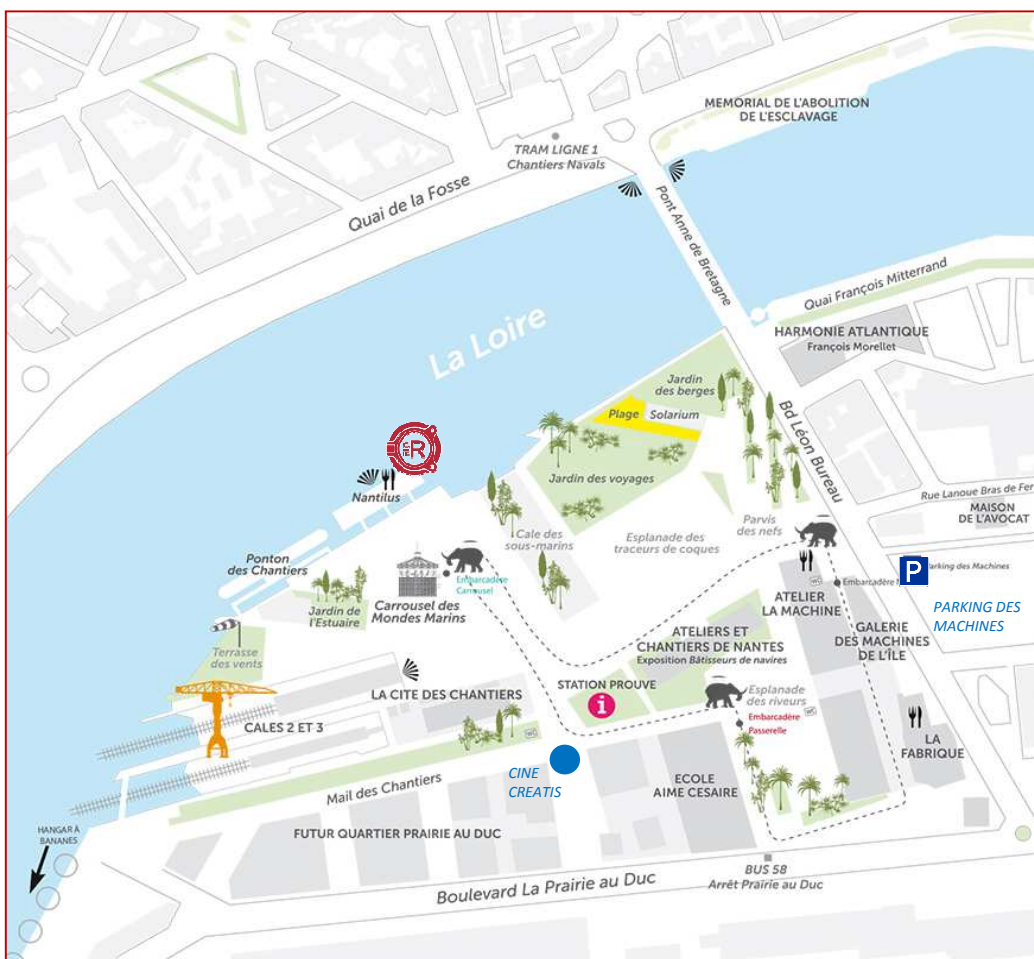 MEMORIAL DE L'ABOLITION
DE L'ESCLAVAGE
TRAM LIGNE 1
Chantiers Navals
Quai de la Fosse
Pont Anne de Bretagne
Quai François Mitterrand
La Loire
HARMONIE ATLANTIQUE
François Morellet
Jardin
des berges
Plage
Solarium
Bd Léon Bureau
Jardin des voyages
Nantilus
Rue Lanoue Bras de Fer
MAISON
DE L'AVOCAT
Cale des
sous-marins
Esplanade des
traceurs de coques
Parvis
des nefs
Ponton
des Chantiers
Embarcadère
Carrousel
P
Parking des Machines
Embarcadère
Jardin de
l'Estuaire
Carrousel des
Mondes Marins
ATELIER
LA MACHINE
WC
PARKING DES
MACHINES
ATELIERS ET
CHANTIERS DE NANTES
Exposition Bâtisseurs de navires
GALERIE
DES MACHINES
DE L'ÎLE
Terrasse
des vents
STATION PROUVE
i
LA CITE DES CHANTIERS
Esplanade
des riveurs
Embarcadère
Passerelle
WC
CALES 2 ET 3
WC
LA
FABRIQUE
CINE
CREATIS
ECOLE
AIME CESAIRE
Mail des Chantiers
HANGAR À
BANANES
FUTUR QUARTIER PRAIRIE AU DUC
BUS 58
Arrêt Prairie au Duc
Boulevard La Prairie au Duc